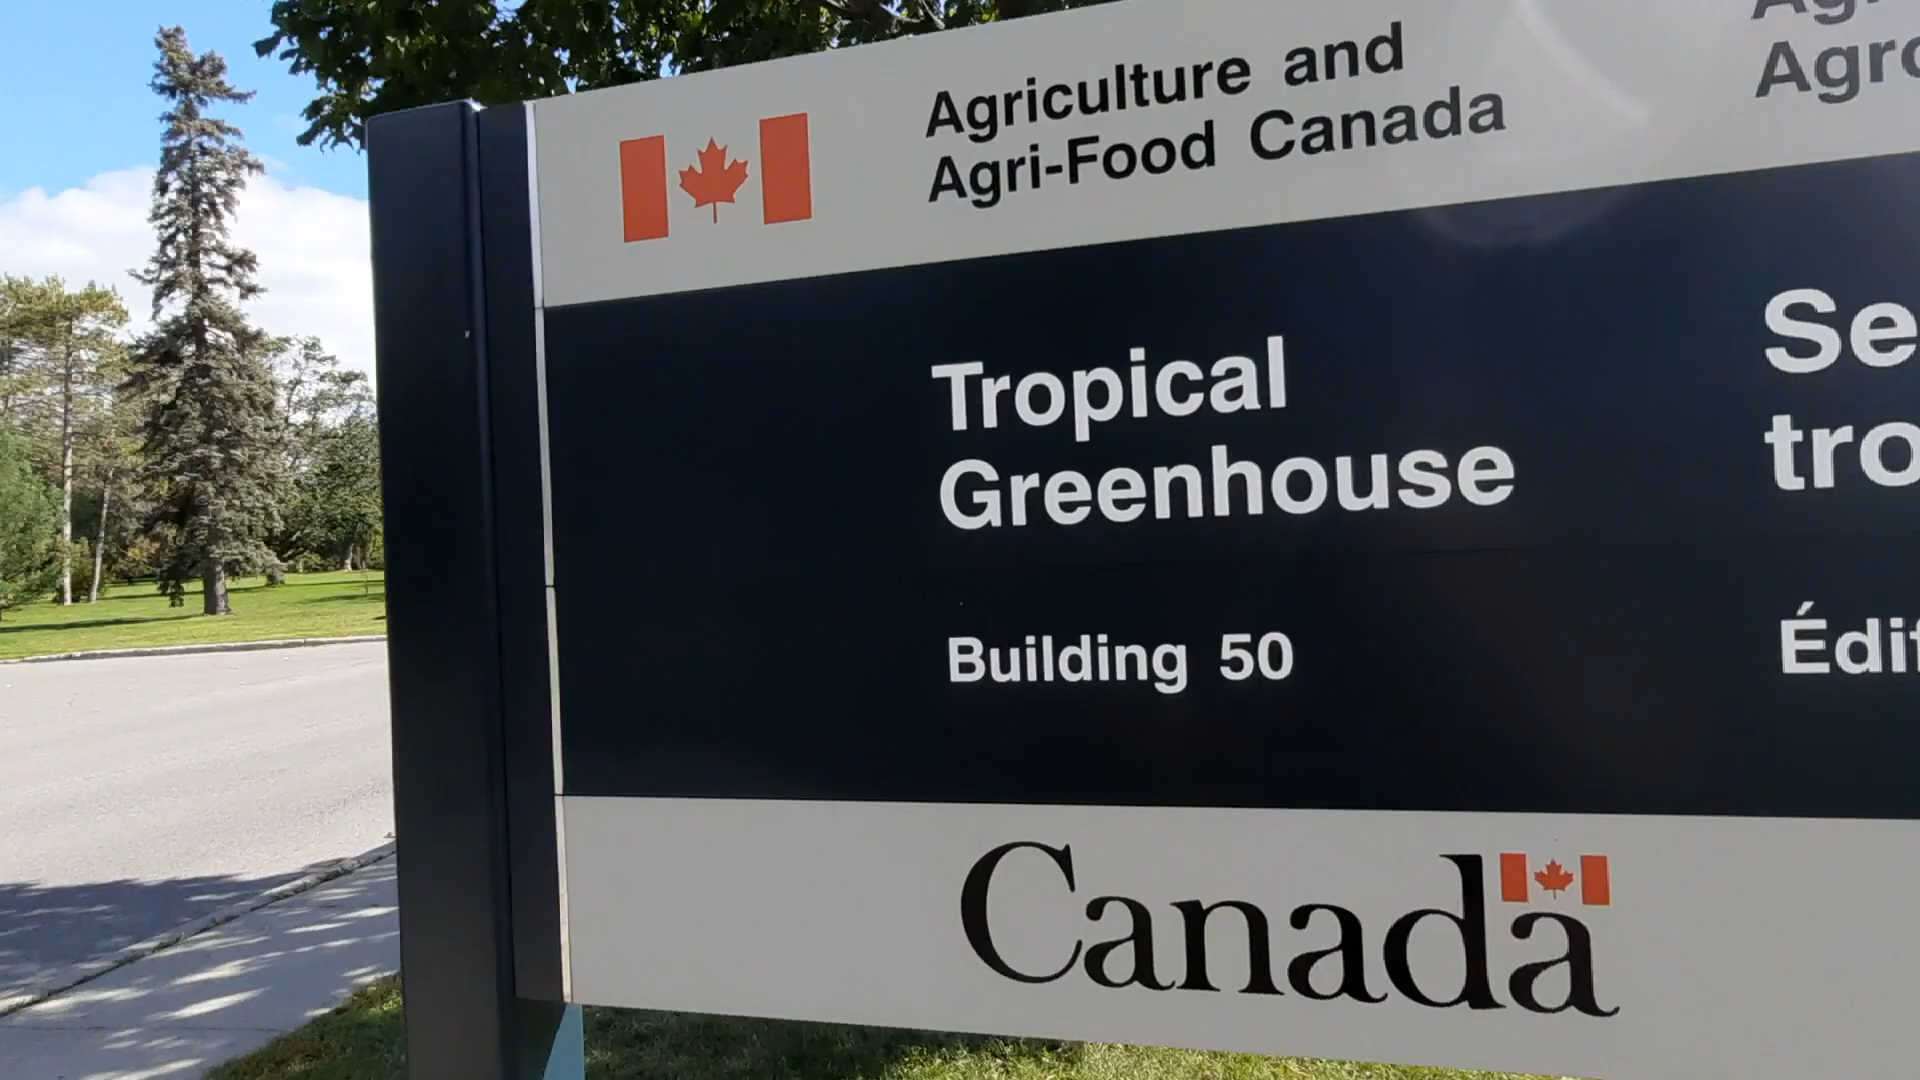 Agriculture and
Agri-Food Canada
Tropical
Greenhouse
Building 50
Canada